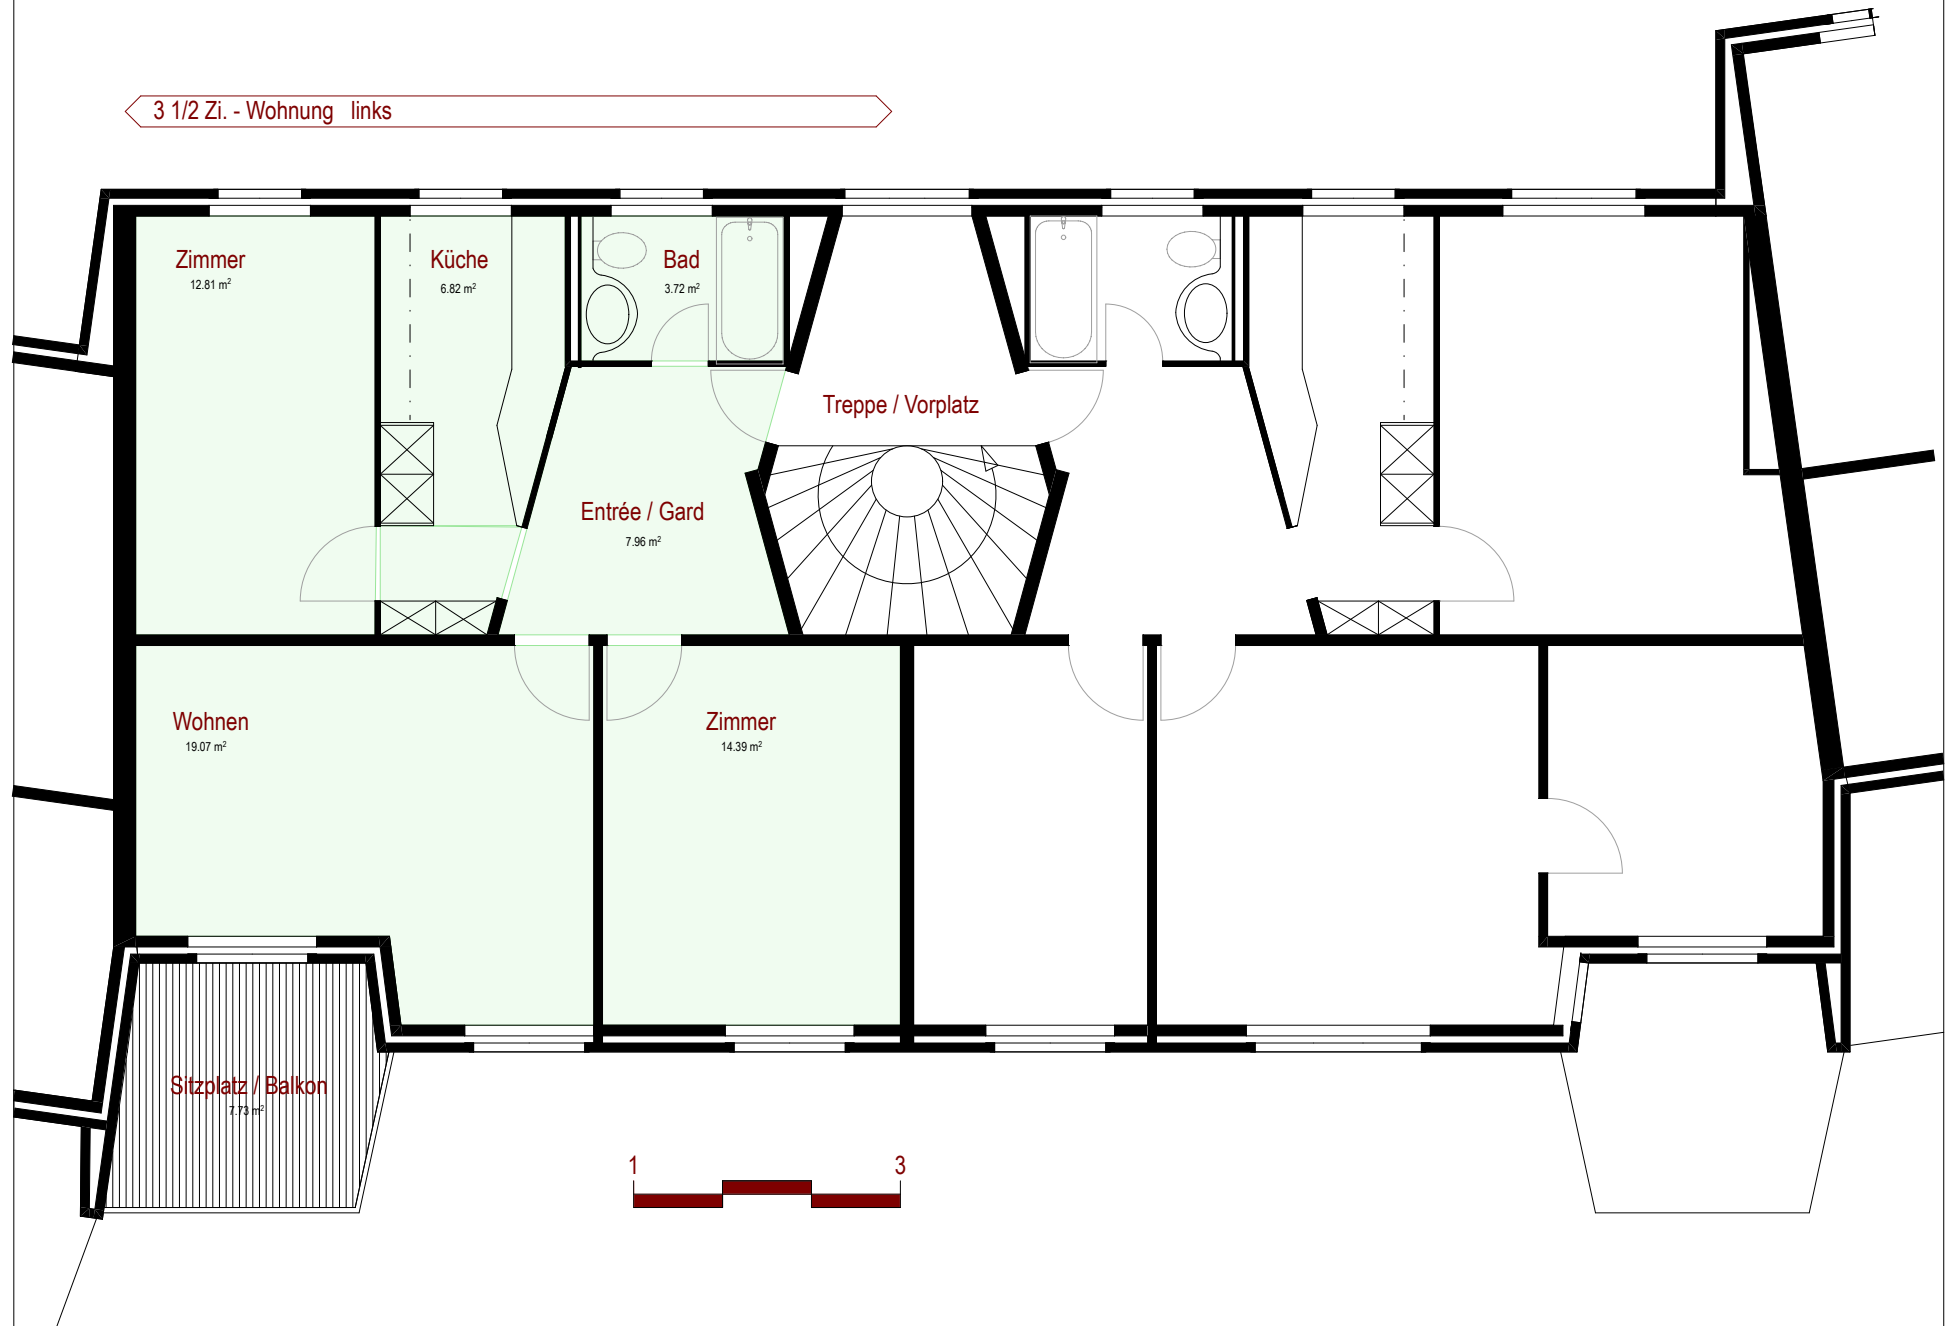 3 1/2 Zi. - Wohnung links
Zimmer
12.81 m²
Küche
6.82 m²
Bad
3.72 m²
Treppe / Vorplatz
Entrée / Gard
7.96 m²
Wohnen
19.07 m²
Zimmer
14.39 m²
Sitzplatz / Balkon
7.73 m²
1 3